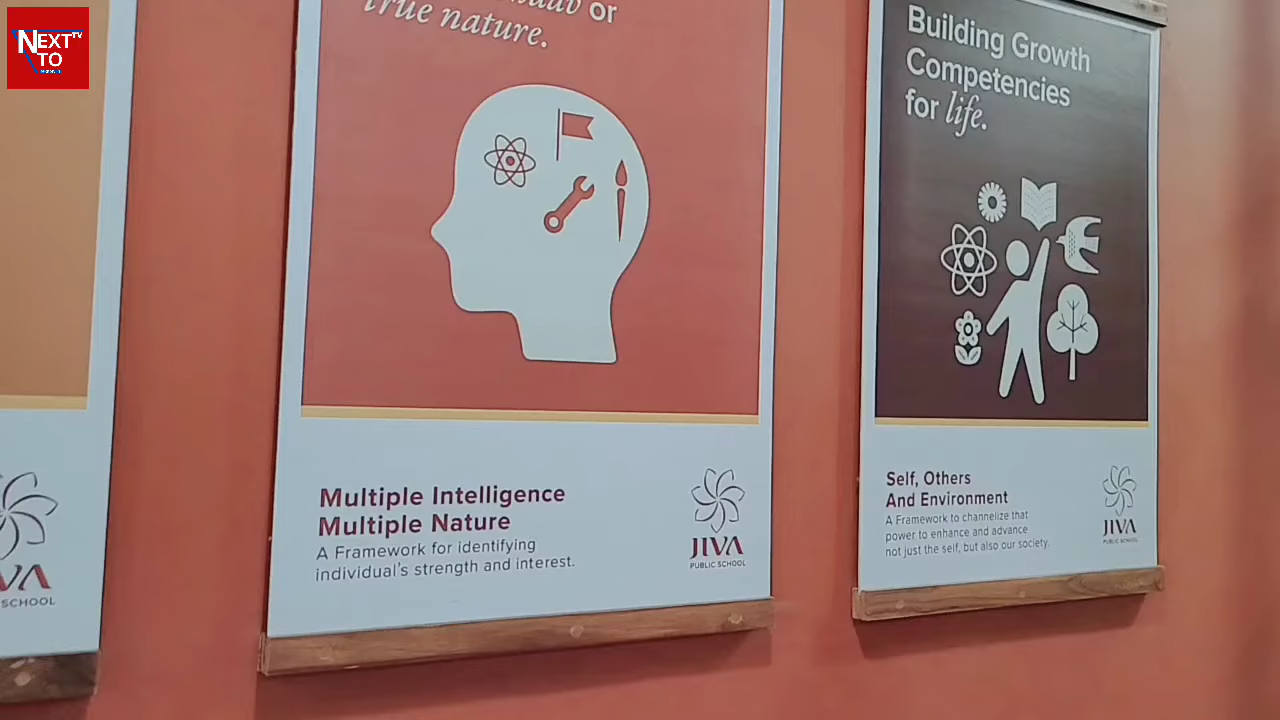 NEXT TV
TO
or
true nature.
Multiple Intelligence
Multiple Nature
A Framework for identifying
individual's strength and interest.
JIVA
PUBLIC SCHOOL
Building Growth
Competencies
for life.
Self, Others
And Environment
A Framework to channelize that
power to enhance and advance
not just the self, but also our society.
JIVA
PUBLIC SCHOOL
SCHOOL